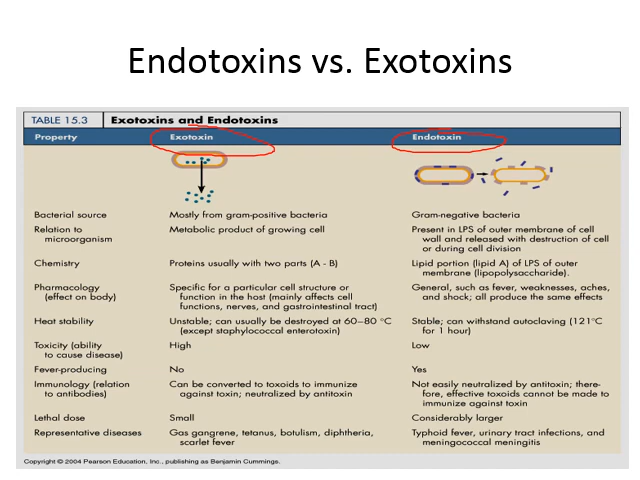 Endotoxins vs. Exotoxins
TABLE 15.3 Exotoxins and Endotoxins
Property Exotoxin Endotoxin
Bacterial source Mostly from gram-positive bacteria Gram-negative bacteria
Relation to Metabolic product of growing cell Present in LPS of outer membrane of cell
microorganism wall and released with destruction of cell
or during cell division
Chemistry Proteins usually with two parts (A - B) Lipid portion (lipid A) of LPS of outer
membrane (lipopolysaccharide).
Pharmacology Specific for a particular cell structure or General, such as fever, weaknesses, aches,
(effect on body) function in the host (mainly affects cell and shock; all produce the same effects
functions, nerves, and gastrointestinal tract)
Heat stability Unstable; can usually be destroyed at 60–80 °C Stable; can withstand autoclaving (121°C
(except staphylococcal enterotoxin) for 1 hour)
Toxicity (ability High Low
to cause disease)
Fever-producing No Yes
Immunology (relation Can be converted to toxoids to immunize Not easily neutralized by antitoxin; there-
to antibodies) against toxin; neutralized by antitoxin fore, effective toxoids cannot be made to
immunize against toxin
Lethal dose Small Considerably larger
Representative diseases Gas gangrene, tetanus, botulism, diphtheria, Typhoid fever, urinary tract infections, and
scarlet fever meningococcal meningitis
Copyright © 2004 Pearson Education, Inc., publishing as Benjamin Cummings.